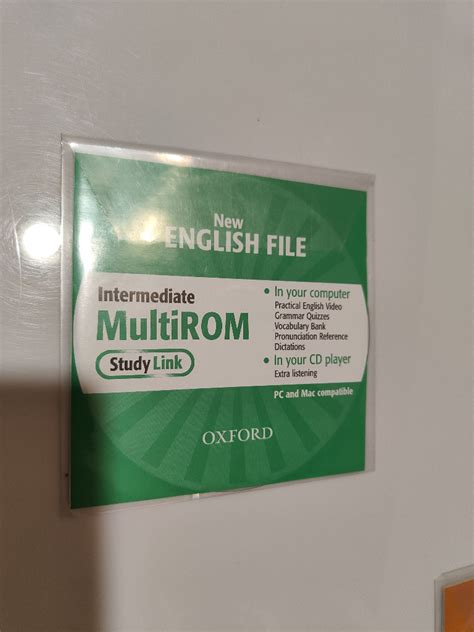 New
ENGLISH FILE
Intermediate
MultiROM
Study Link
• In your computer
Practical English Video
Grammar Quizzes
Vocabulary Bank
Pronunciation Reference
Dictations
• In your CD player
Extra listening
PC and Mac compatible
OXFORD